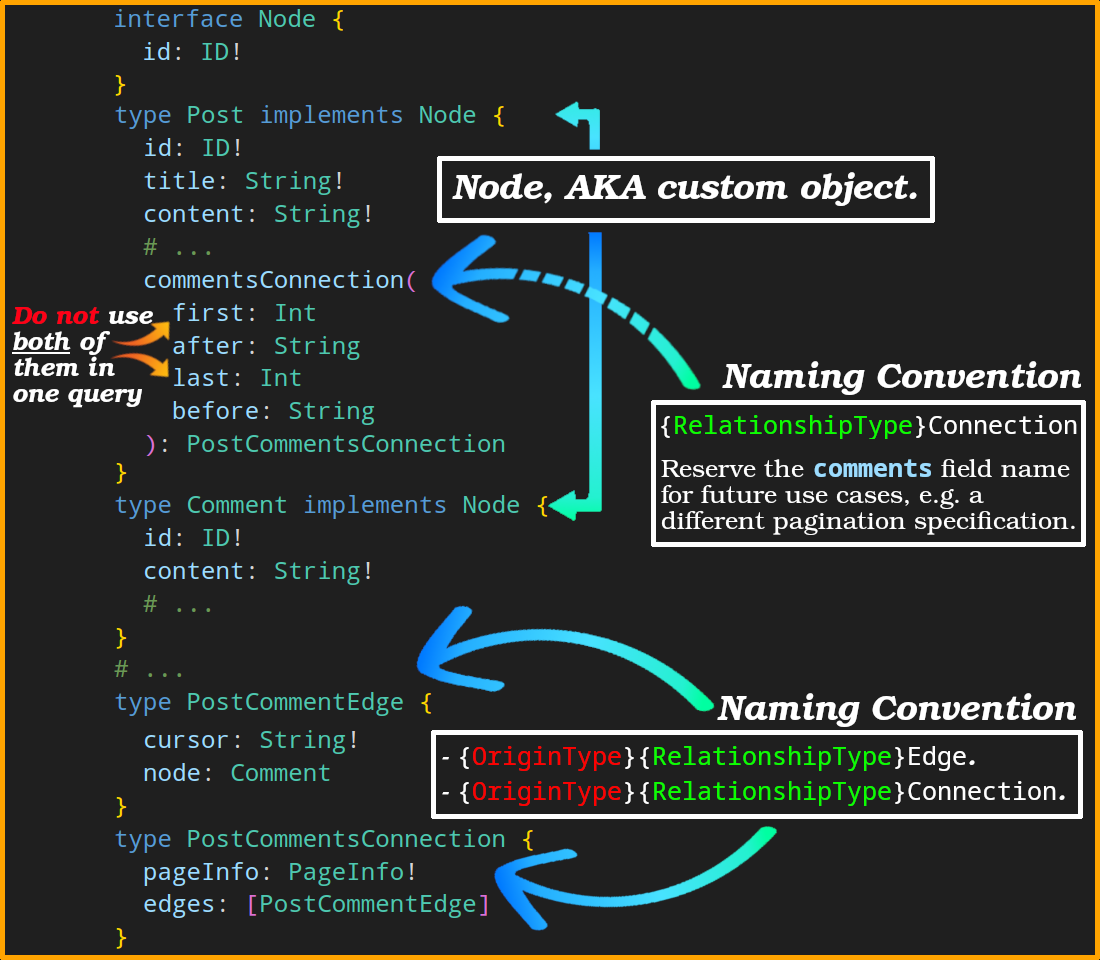 interface Node {
id: ID!
}
type Post implements Node {
id: ID!
title: String!
content: String!
# ...
commentsConnection(
first: Int
after: String
last: Int
before: String
): PostCommentsConnection
}
type Comment implements Node {
id: ID!
content: String!
# ...
}
# ...
type PostCommentEdge {
cursor: String!
node: Comment
}
type PostCommentsConnection {
pageInfo: PageInfo!
edges: [PostCommentEdge]
}
Node, AKA custom object.
Do not use
both of
them in
one query
Naming Convention
{RelationshipType}Connection
Reserve the comments field name
for future use cases, e.g. a
different pagination specification.
Naming Convention
- {OriginType}{RelationshipType}Edge.
- {OriginType}{RelationshipType}Connection.